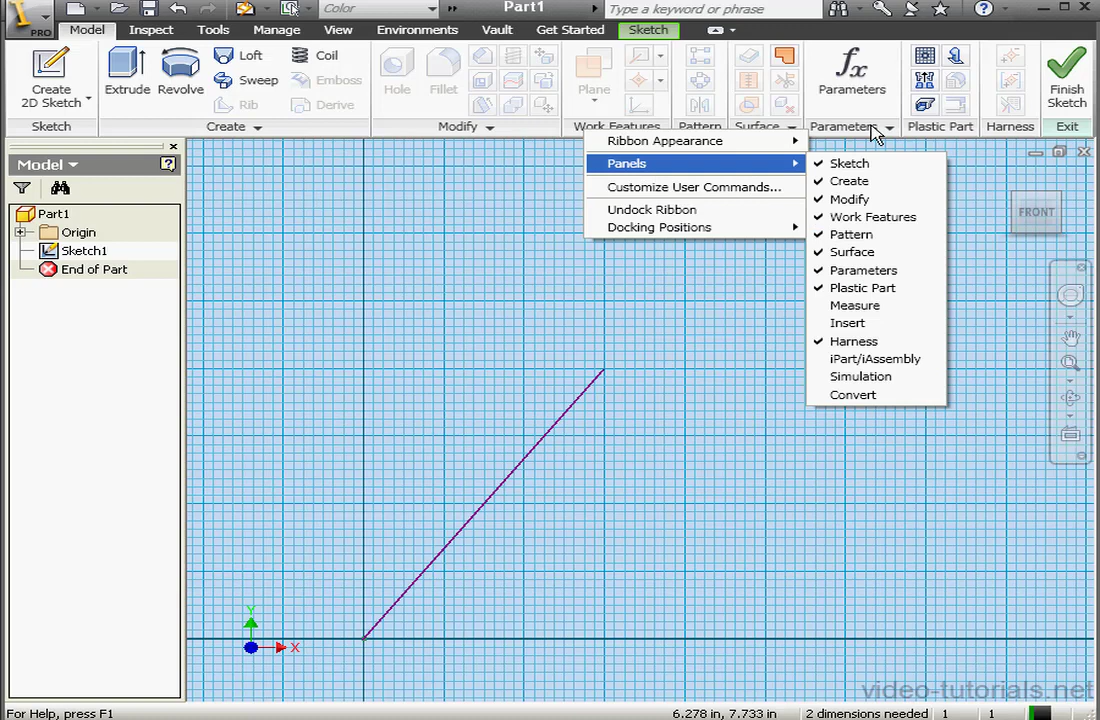 Color
Part1
Type a keyword or phrase
PRO
Model
Inspect
Tools
Manage
View
Environments
Vault
Get Started
Sketch
Create
2D Sketch
Extrude
Revolve
Loft
Sweep
Rib
Coil
Emboss
Derive
Hole
Fillet
Plane
Parameters
Finish
Sketch
Sketch
Create
Modify
Work Features
Pattern
Surface
Parameters
Plastic Part
Harness
Exit
Model
Part1
Origin
Sketch1
End of Part
Ribbon Appearance
Panels
Customize User Commands...
Undock Ribbon
Docking Positions
Sketch
Create
Modify
Work Features
Pattern
Surface
Parameters
Plastic Part
Measure
Insert
Harness
iPart/iAssembly
Simulation
Convert
FRONT
Y
X
video-tutorials.net
For Help, press F1
6.278 in, 7.733 in
2 dimensions needed
1
1